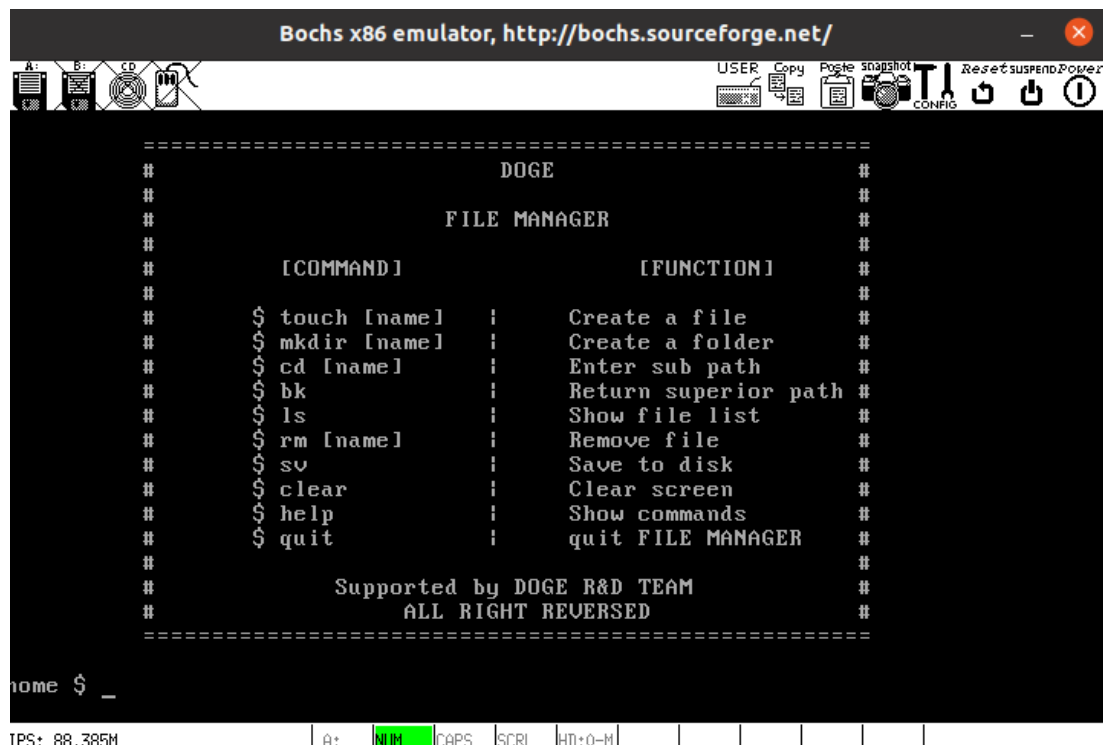 Bochs x86 emulator, http://bochs.sourceforge.net/
A: B: CD USER Copy Paste snapshot CONFIG Reset SUSPEND Power
=====================================================
# DOGE #
# #
# FILE MANAGER #
# #
# [COMMAND] [FUNCTION] #
# #
# $ touch [name] ¦ Create a file #
# $ mkdir [name] ¦ Create a folder #
# $ cd [name] ¦ Enter sub path #
# $ bk ¦ Return superior path #
# $ ls ¦ Show file list #
# $ rm [name] ¦ Remove file #
# $ sv ¦ Save to disk #
# $ clear ¦ Clear screen #
# $ help ¦ Show commands #
# $ quit ¦ quit FILE MANAGER #
# #
# Supported by DOGE R&D TEAM #
# ALL RIGHT REVERSED #
=====================================================
home $ _
IPS: 88.385M A: NUM CAPS SCRL HD:0-M